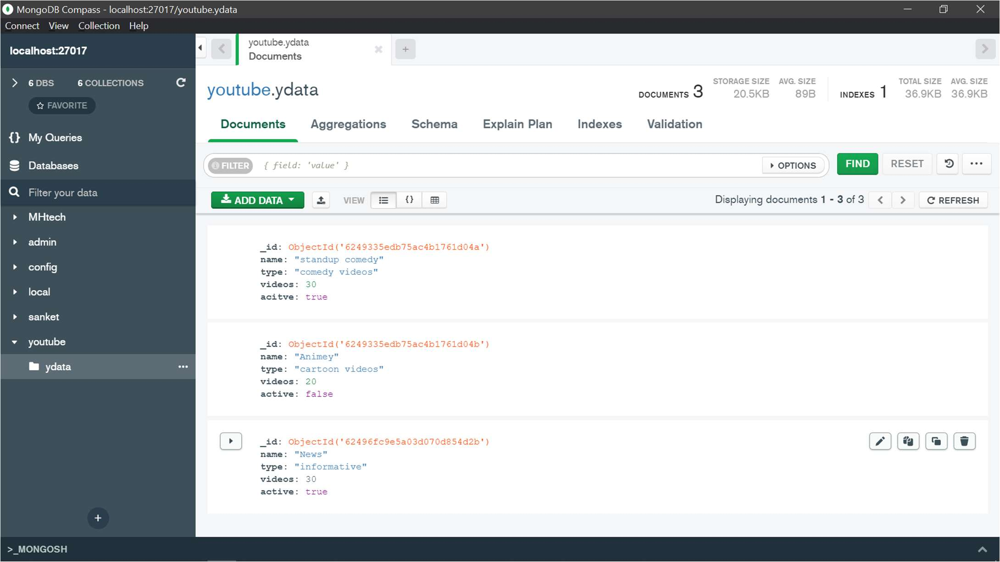 MongoDB Compass - localhost:27017/youtube.ydata
Connect View Collection Help
localhost:27017
6 DBS 6 COLLECTIONS
FAVORITE
{} My Queries
Databases
Filter your data
MHtech
admin
config
local
sanket
youtube
ydata
youtube.ydata
Documents
youtube.ydata
DOCUMENTS 3
STORAGE SIZE
20.5KB
AVG. SIZE
89B
INDEXES 1
TOTAL SIZE
36.9KB
AVG. SIZE
36.9KB
Documents Aggregations Schema Explain Plan Indexes Validation
FILTER { field: 'value' } OPTIONS FIND RESET
ADD DATA VIEW {} Displaying documents 1 - 3 of 3 REFRESH
_id: ObjectId('6249335edb75ac4b1761d04a')
name: "standup comedy"
type: "comedy videos"
videos: 30
acitve: true
_id: ObjectId('6249335edb75ac4b1761d04b')
name: "Animey"
type: "cartoon videos"
videos: 20
active: false
_id: ObjectId('62496fc9e5a03d070d854d2b')
name: "News"
type: "informative"
videos: 30
active: true
>_MONGOSH